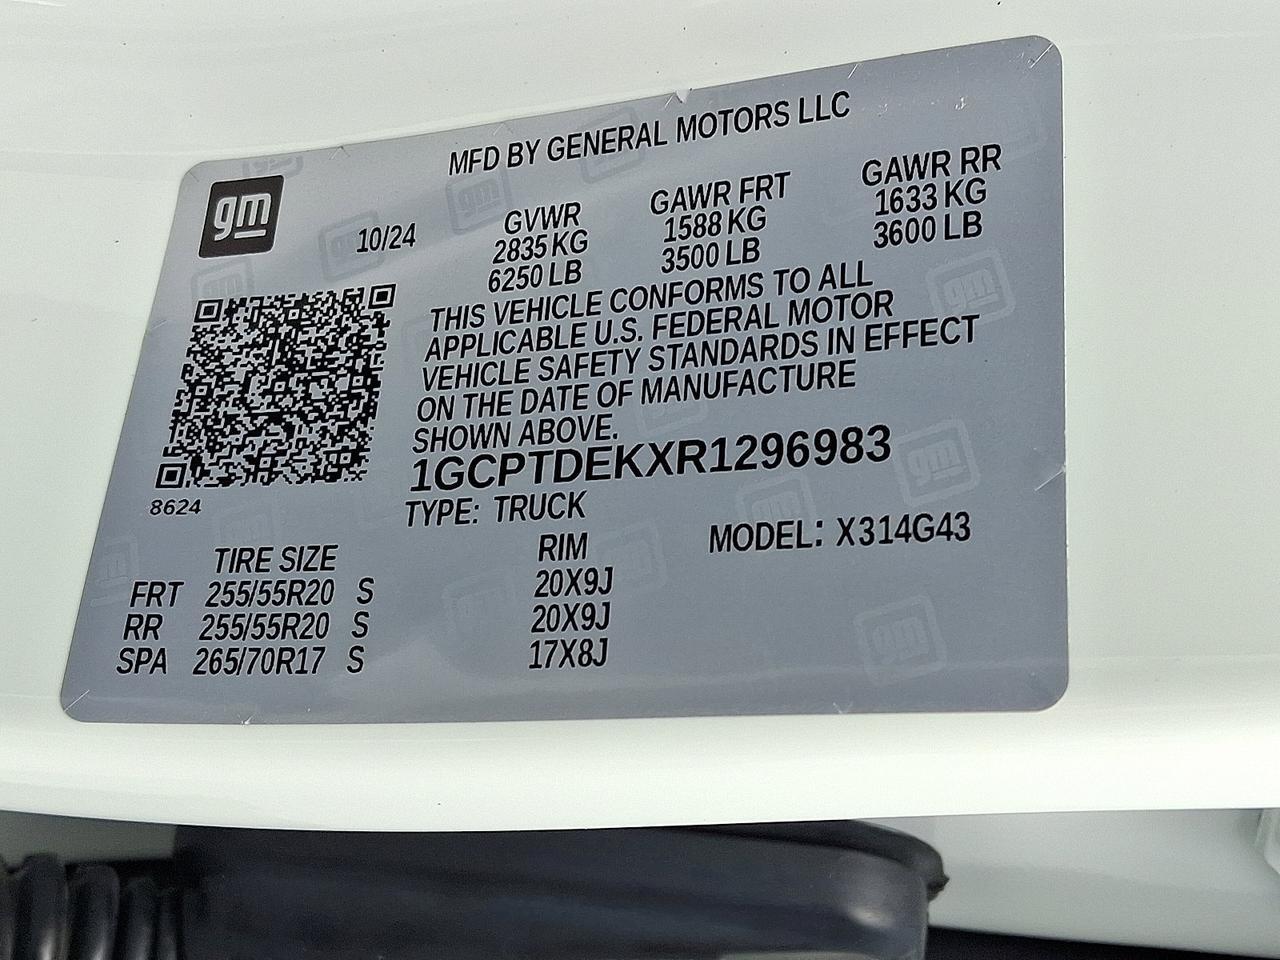 MFD BY GENERAL MOTORS LLC
gm
10/24
GVWR
2835 KG
6250 LB
GAWR FRT
1588 KG
3500 LB
GAWR RR
1633 KG
3600 LB
THIS VEHICLE CONFORMS TO ALL
APPLICABLE U.S. FEDERAL MOTOR
VEHICLE SAFETY STANDARDS IN EFFECT
ON THE DATE OF MANUFACTURE
SHOWN ABOVE.
1GCPTDEKXR1296983
8624
TYPE: TRUCK
MODEL: X314G43
TIRE SIZE RIM
FRT 255/55R20 S 20X9J
RR 255/55R20 S 20X9J
SPA 265/70R17 S 17X8J